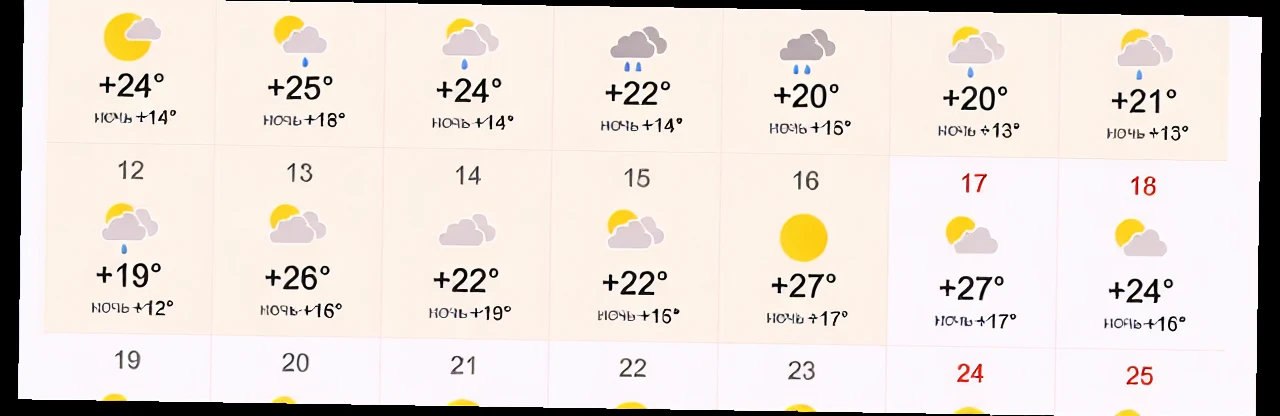 +24° +25° +24° +22° +20° +20° +21°
ночь +14° ночь +18° ночь +14° ночь +14° ночь +15° ночь +13° ночь +13°
12 13 14 15 16 17 18
+19° +26° +22° +22° +27° +27° +24°
ночь +12° ночь +16° ночь +19° ночь +15° ночь +17° ночь +17° ночь +16°
19 20 21 22 23 24 25